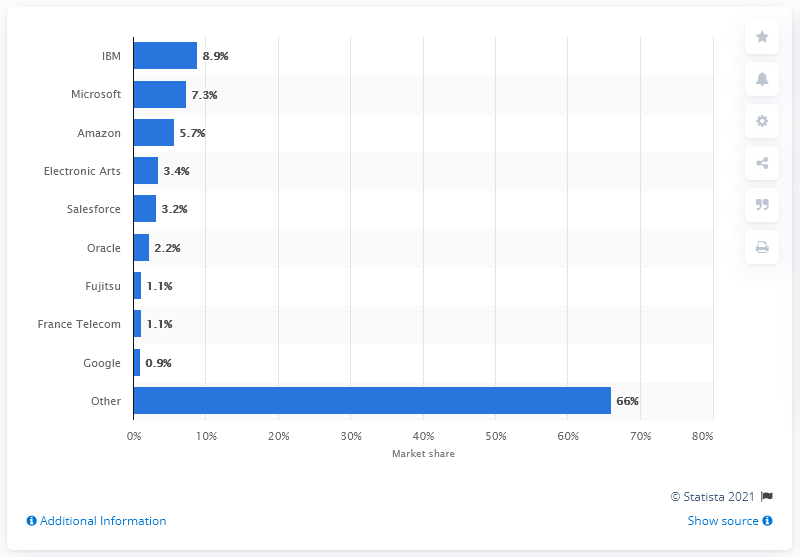 IBM 8.9%
Microsoft 7.3%
Amazon 5.7%
Electronic Arts 3.4%
Salesforce 3.2%
Oracle 2.2%
Fujitsu 1.1%
France Telecom 1.1%
Google 0.9%
Other 66%
0% 10% 20% 30% 40% 50% 60% 70% 80%
Market share
© Statista 2021
Additional Information Show source